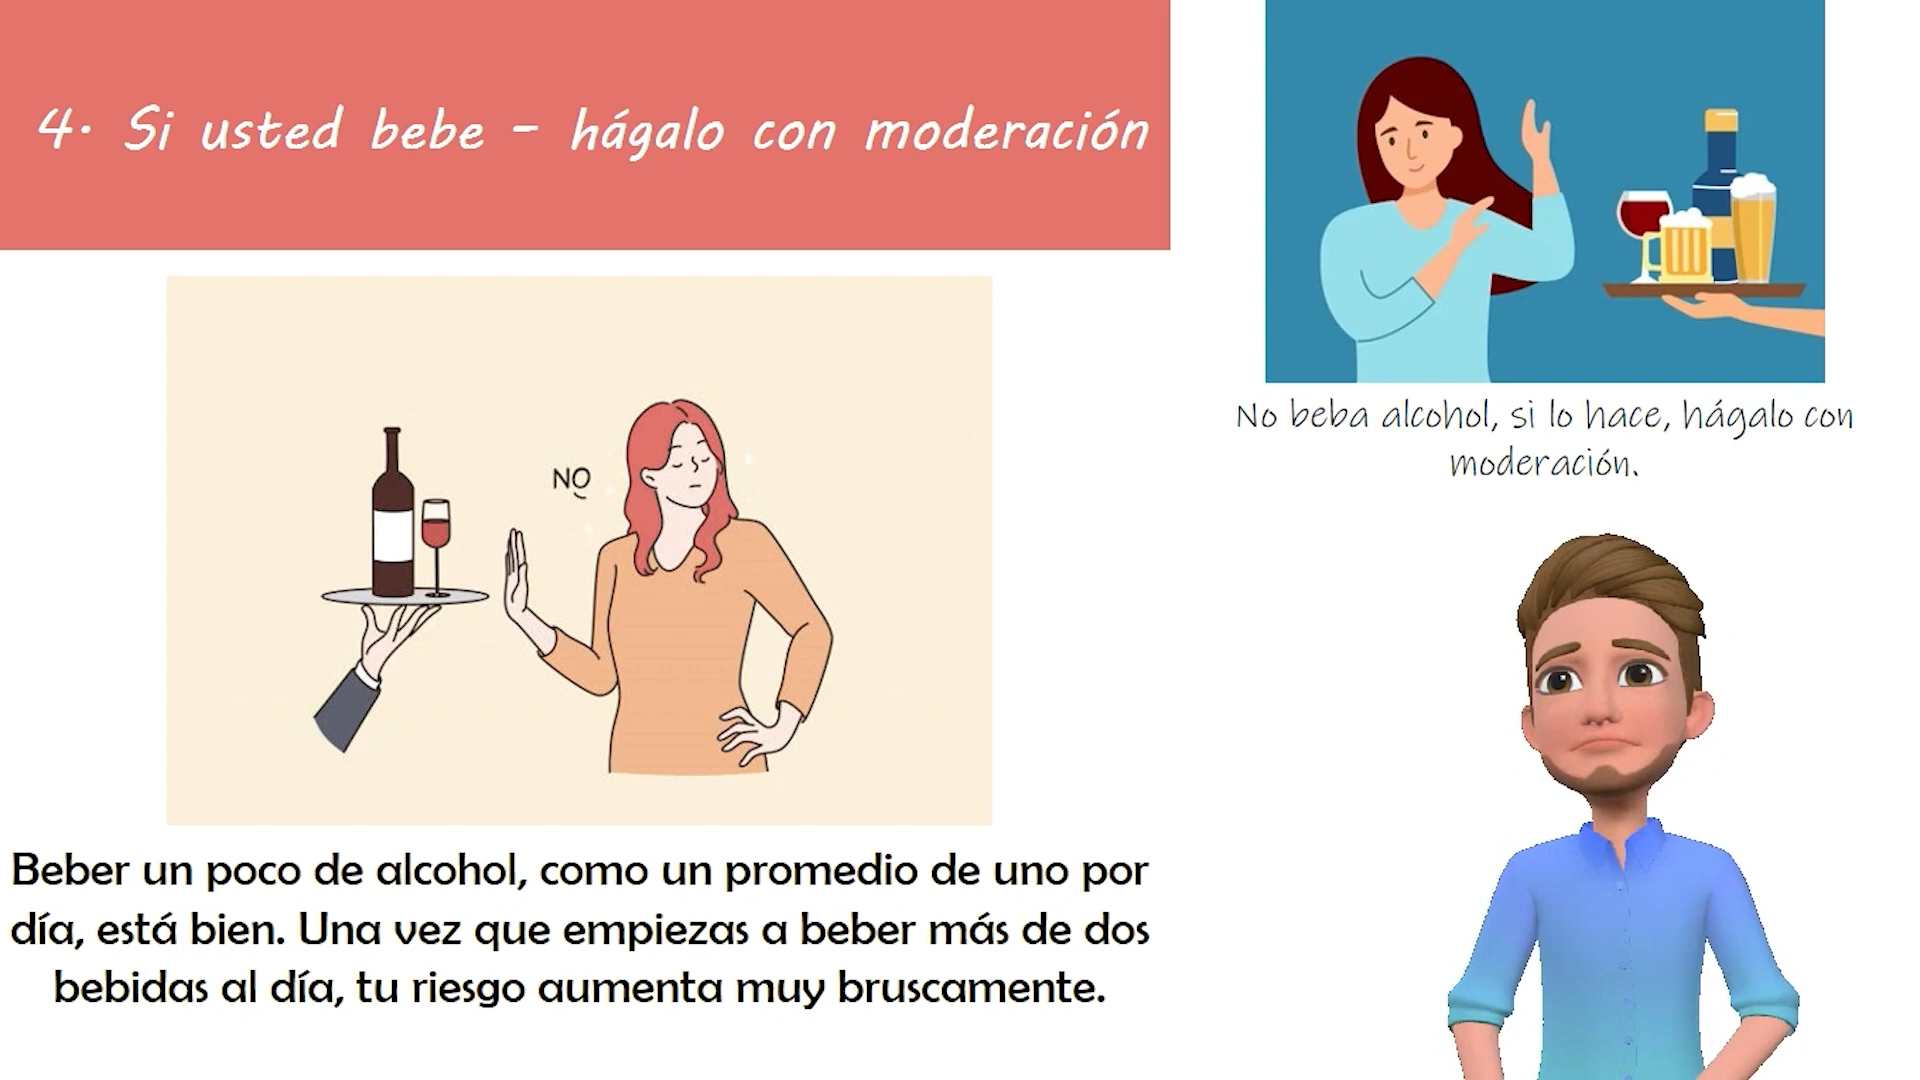 4. Si usted bebe - hágalo con moderación
NO
Beber un poco de alcohol, como un promedio de uno por
día, está bien. Una vez que empiezas a beber más de dos
bebidas al día, tu riesgo aumenta muy bruscamente.
No beba alcohol, si lo hace, hágalo con
moderación.